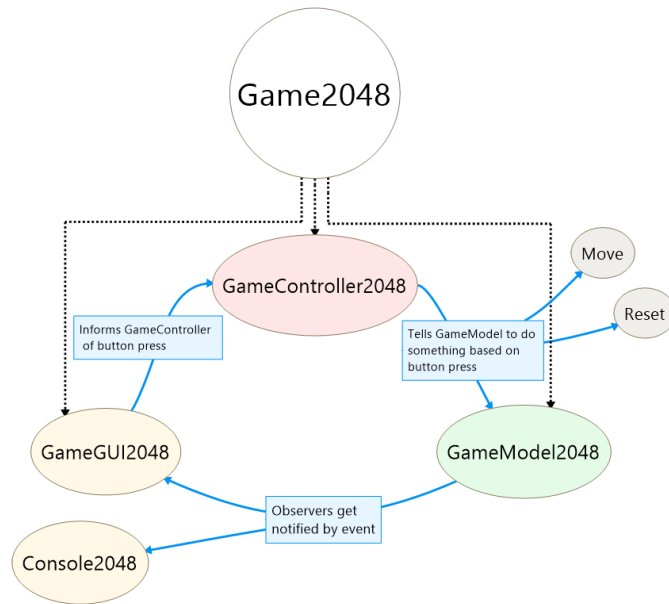 Game2048
GameController2048
Move
Reset
Informs GameController
of button press
Tells GameModel to do
something based on
button press
GameGUI2048
GameModel2048
Observers get
notified by event
Console2048